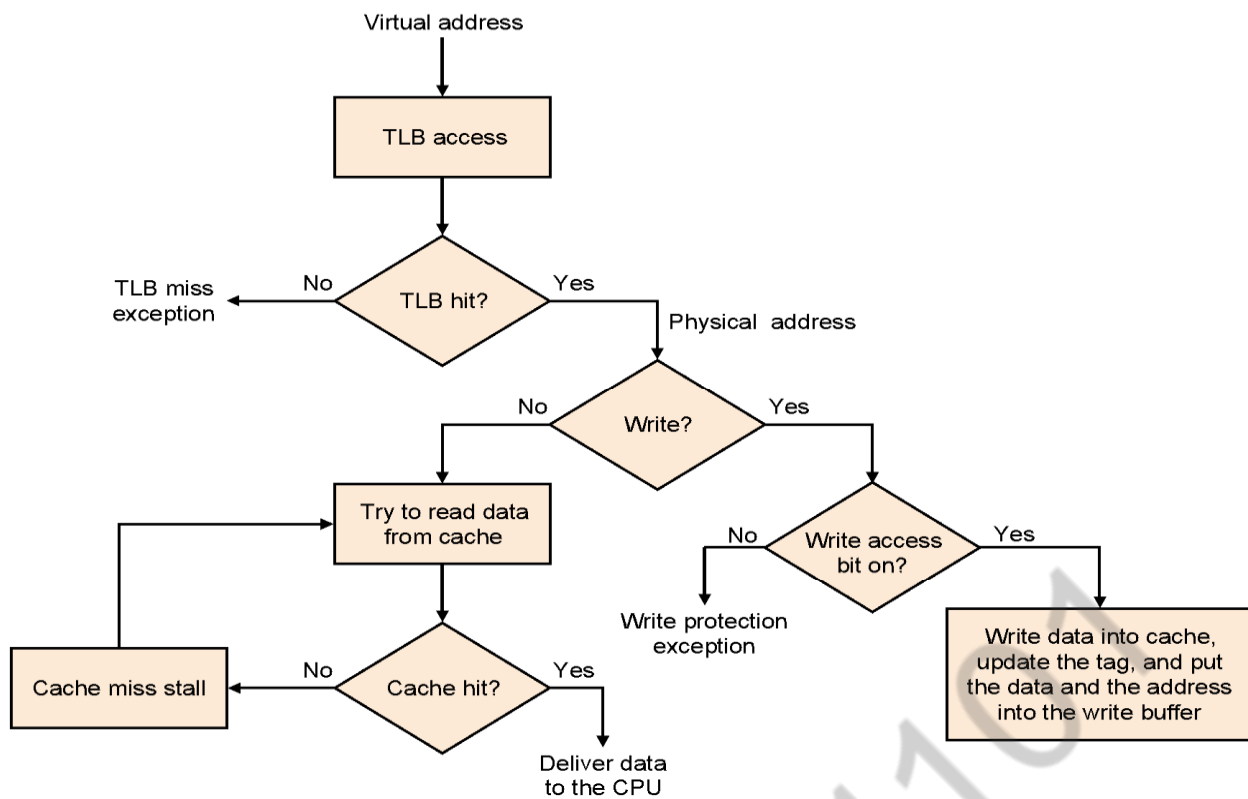 Virtual address
TLB access
TLB hit?
No
Yes
TLB miss
exception
Physical address
Write?
No
Yes
Try to read data
from cache
Write access
bit on?
No
Yes
Write protection
exception
Write data into cache,
update the tag, and put
the data and the address
into the write buffer
Cache hit?
No
Yes
Cache miss stall
Deliver data
to the CPU
1101